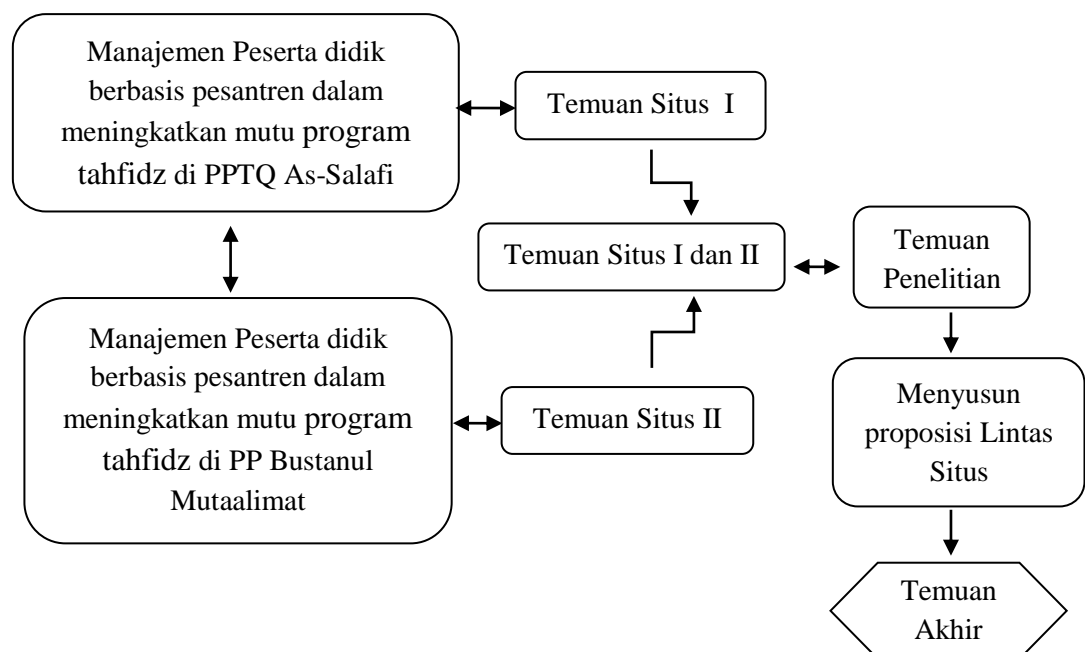 Manajemen Peserta didik
berbasis pesantren dalam
meningkatkan mutu program
tahfidz di PPTQ As-Salafi
Temuan Situs I
Temuan Situs I dan II
Temuan
Penelitian
Manajemen Peserta didik
berbasis pesantren dalam
meningkatkan mutu program
tahfidz di PP Bustanul
Mutaalimat
Temuan Situs II
Menyusun
proposisi Lintas
Situs
Temuan
Akhir